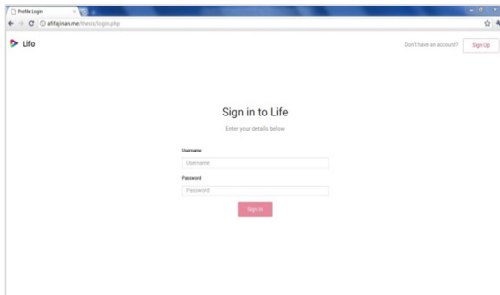 Profile Login
afifajinan.me/thesis/login.php
Life
Don't have an account?
Sign Up
Sign in to Life
Enter your details below
Username
Username
Password
Password
Sign In